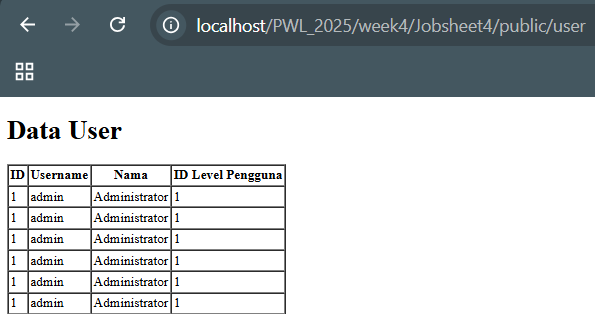 localhost/PWL_2025/week4/Jobsheet4/public/user
Data User
ID Username Nama ID Level Pengguna
1 admin Administrator 1
1 admin Administrator 1
1 admin Administrator 1
1 admin Administrator 1
1 admin Administrator 1
1 admin Administrator 1